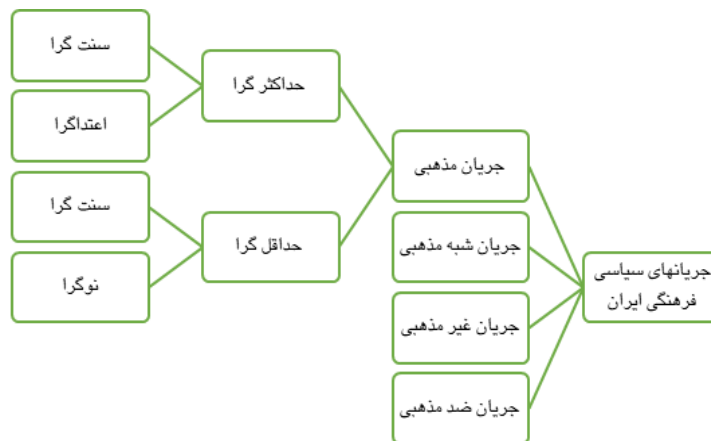 جریانهای سیاسی
فرهنگی ایران
جریان مذهبی
جریان شبه مذهبی
جریان غیر مذهبی
جریان ضد مذهبی
حداکثر گرا
حداقل گرا
سنت گرا
اعتداگرا
سنت گرا
نوگرا